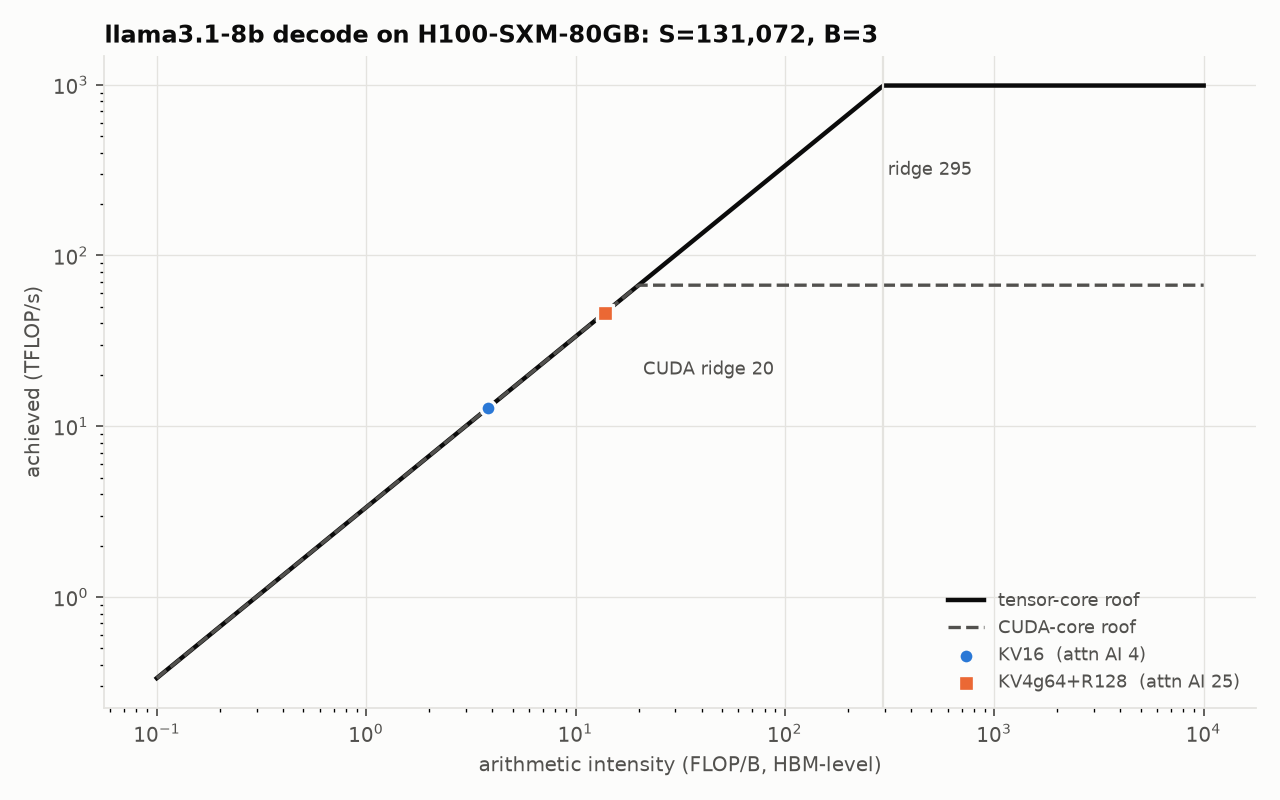 llama3.1-8b decode on H100-SXM-80GB: S=131,072, B=3
achieved (TFLOP/s)
10³
10²
10¹
10⁰
ridge 295
CUDA ridge 20
tensor-core roof
CUDA-core roof
KV16 (attn AI 4)
KV4g64+R128 (attn AI 25)
10⁻¹
10⁰
10¹
10²
10³
10⁴
arithmetic intensity (FLOP/B, HBM-level)